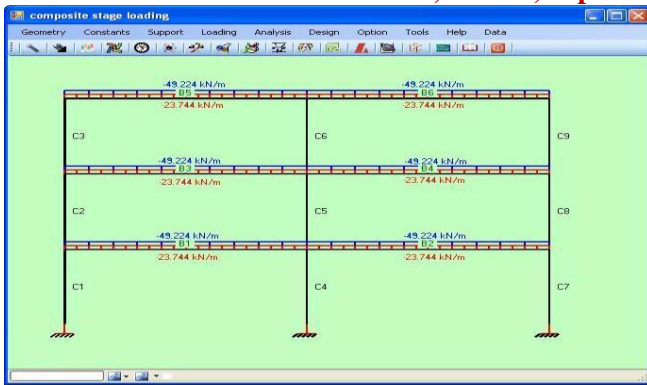 composite stage loading
Geometry Constants Support Loading Analysis Design Option Tools Help Data
-49.224 kN/m -49.224 kN/m
B5 B6
-23.744 kN/m -23.744 kN/m
C3 C6 C9
-49.224 kN/m -49.224 kN/m
B3 B4
-23.744 kN/m -23.744 kN/m
C2 C5 C8
-49.224 kN/m -49.224 kN/m
B1 B2
-23.744 kN/m -23.744 kN/m
C1 C4 C7